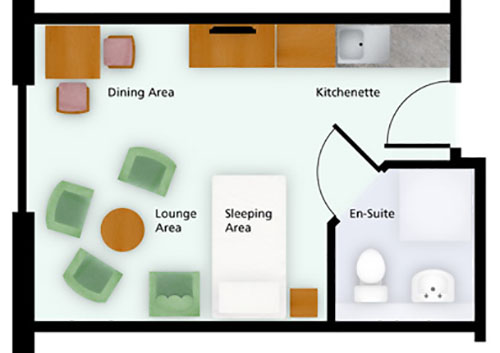 Dining Area
Kitchenette
Lounge
Area
Sleeping
Area
En-Suite